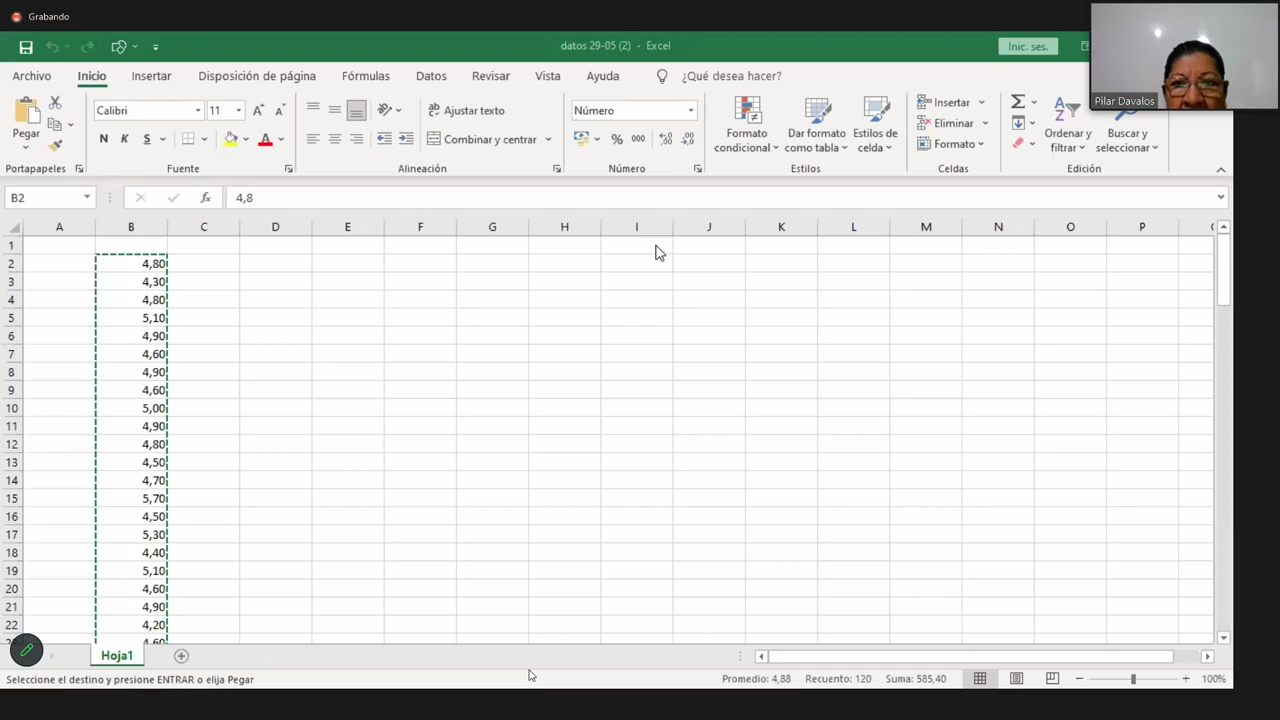 Grabando
datos 29-05 (2) - Excel
Inic. ses.
Pilar Davalos
Archivo Inicio Insertar Disposición de página Fórmulas Datos Revisar Vista Ayuda ¿Qué desea hacer?
Pegar
Portapapeles
Calibri 11
N K S
Fuente
Ajustar texto
Combinar y centrar
Alineación
Número
% 000
Número
Formato condicional
Dar formato como tabla
Estilos de celda
Estilos
Insertar
Eliminar
Formato
Celdas
Ordenar y filtrar
Buscar y seleccionar
Edición
B2 fx 4,8
A B C D E F G H I J K L M N O P
1
2 4,80
3 4,30
4 4,80
5 5,10
6 4,90
7 4,60
8 4,90
9 4,60
10 5,00
11 4,90
12 4,80
13 4,50
14 4,70
15 5,70
16 4,50
17 5,30
18 4,40
19 5,10
20 4,60
21 4,90
22 4,20
Hoja1
Seleccione el destino y presione ENTRAR o elija Pegar
Promedio: 4,88 Recuento: 120 Suma: 585,40 100%